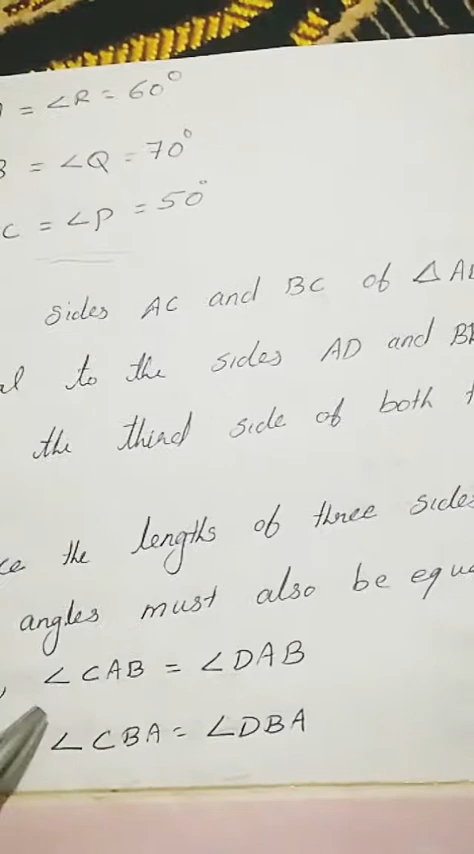 = ∠R = 60°
B = ∠Q = 70°
C = ∠P = 50°
sides AC and BC of △
to the sides AD and
the third side of both
the lengths of three sides
angles must also be
∠CAB = ∠DAB
∠CBA = ∠DBA